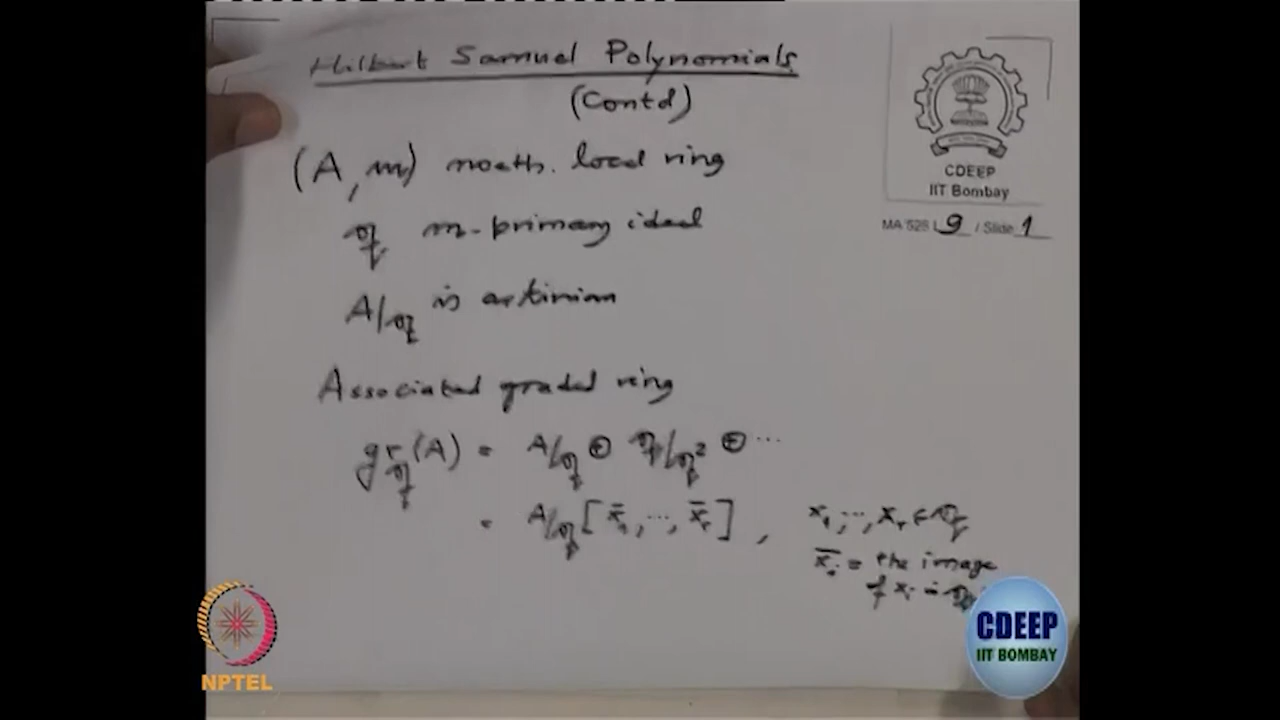 Hilbert Samuel Polynomials
(Contd)
(A, m) noeth. local ring
q m-primary ideal
A/q is artinian
Associated graded ring
gr_q(A) = A/q ⊕ q/q² ⊕ ...
= A/q [x̄₁, ..., x̄ᵣ], x₁, ..., xᵣ ∈ q
x̄ᵢ = the image
of xᵢ in
CDEEP
IIT Bombay
MA 525 L 9 / Slide 1
NPTEL
CDEEP
IIT BOMBAY